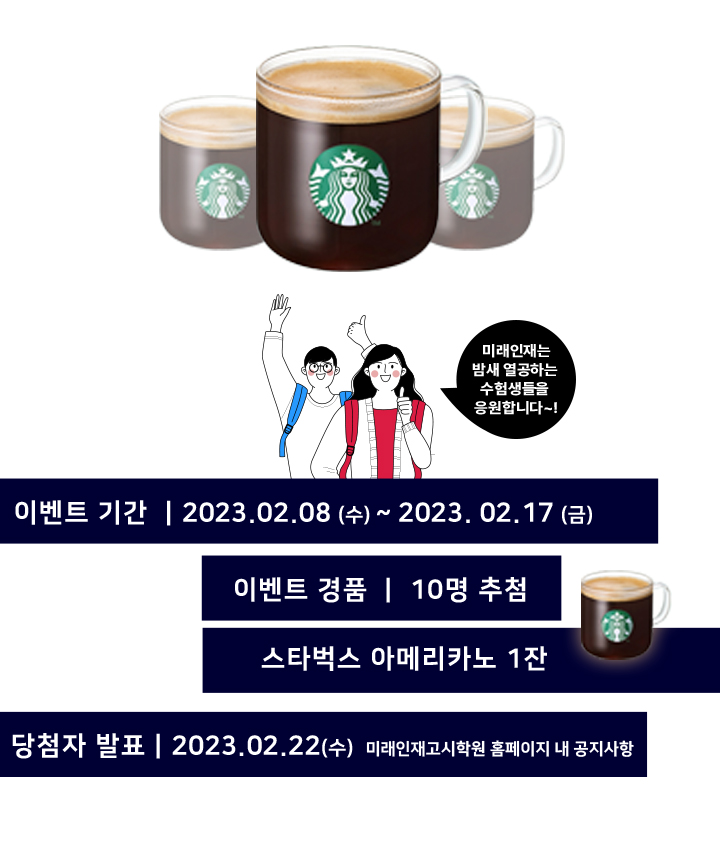 미래인재는
밤새 열공하는
수험생들을
응원합니다~!
이벤트 기간 | 2023.02.08 (수) ~ 2023. 02.17 (금)
이벤트 경품 | 10명 추첨
스타벅스 아메리카노 1잔
당첨자 발표 | 2023.02.22(수) 미래인재고시학원 홈페이지 내 공지사항